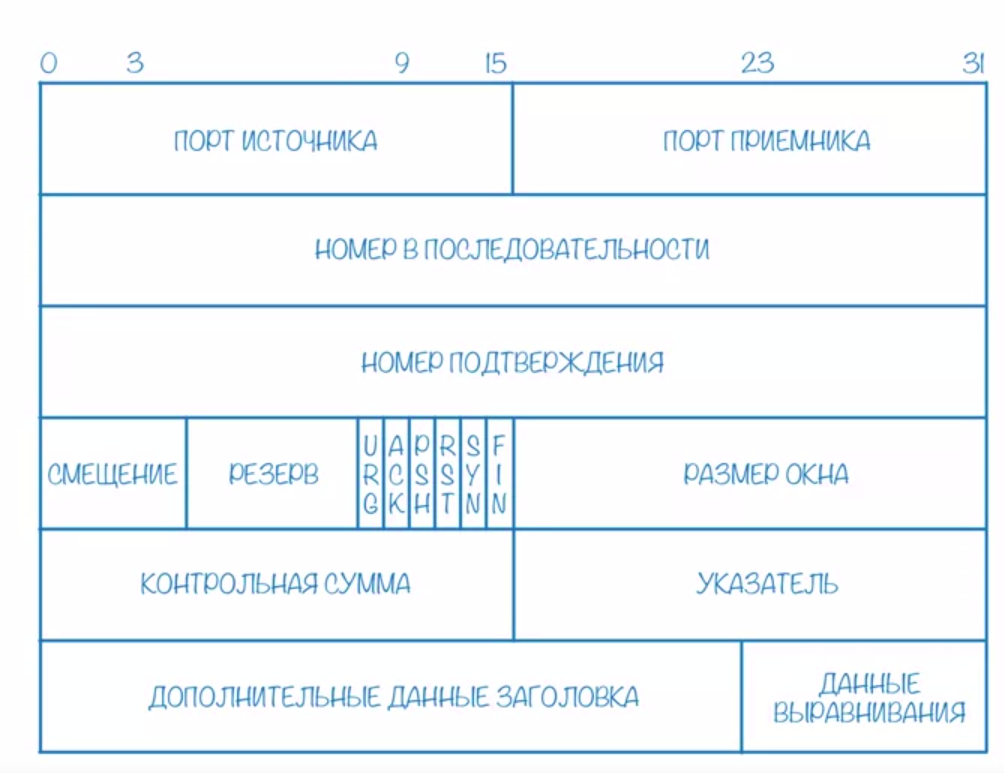 0 3 9 15 23 31
ПОРТ ИСТОЧНИКА ПОРТ ПРИЕМНИКА
НОМЕР В ПОСЛЕДОВАТЕЛЬНОСТИ
НОМЕР ПОДТВЕРЖДЕНИЯ
СМЕЩЕНИЕ РЕЗЕРВ URG ACK PSH RST SYN FIN РАЗМЕР ОКНА
КОНТРОЛЬНАЯ СУММА УКАЗАТЕЛЬ
ДОПОЛНИТЕЛЬНЫЕ ДАННЫЕ ЗАГОЛОВКА ДАННЫЕ
ВЫРАВНИВАНИЯ